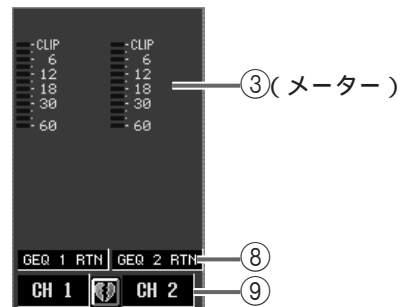 CLIP CLIP
6 6
12 12
18 18 ③(メーター)
30 30
60 60
GEQ 1 RTN GEQ 2 RTN ⑧
CH 1 CH 2 ⑨